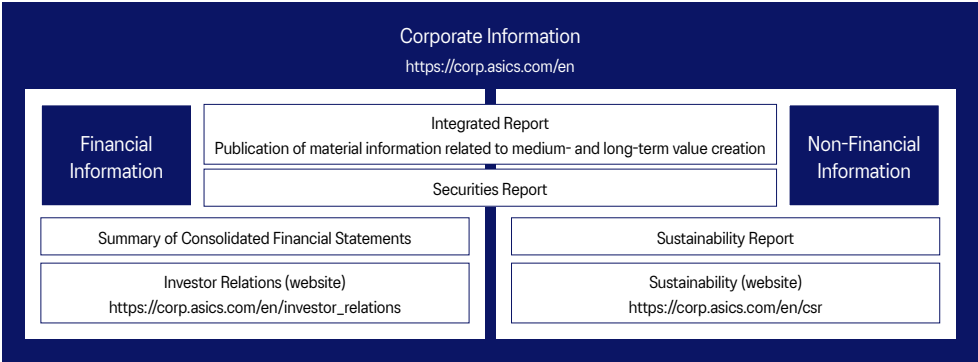 Corporate Information
https://corp.asics.com/en
Financial
Information
Integrated Report
Publication of material information related to medium- and long-term value creation
Securities Report
Non-Financial
Information
Summary of Consolidated Financial Statements
Sustainability Report
Investor Relations (website)
https://corp.asics.com/en/investor_relations
Sustainability (website)
https://corp.asics.com/en/csr